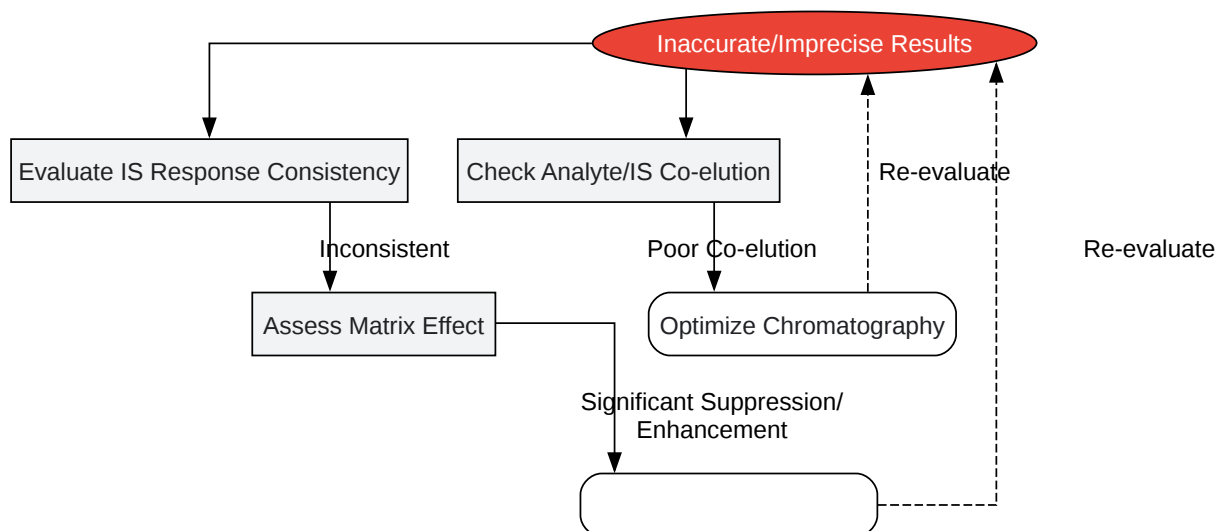 Inaccurate/Imprecise Results
Evaluate IS Response Consistency
Check Analyte/IS Co-elution
Re-evaluate
Inconsistent
Poor Co-elution
Re-evaluate
Assess Matrix Effect
Optimize Chromatography
Significant Suppression/
Enhancement